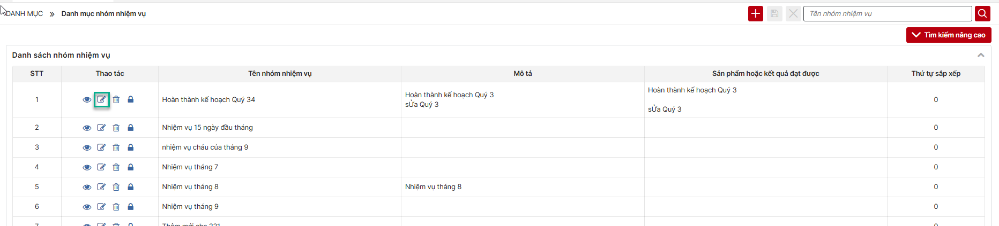 DANH MỤC » Danh mục nhóm nhiệm vụ
Tên nhóm nhiệm vụ
Tìm kiếm nâng cao
Danh sách nhóm nhiệm vụ
STT Thao tác Tên nhóm nhiệm vụ Mô tả Sản phẩm hoặc kết quả đạt được Thứ tự sắp xếp
1 Hoàn thành kế hoạch Quý 34 Hoàn thành kế hoạch Quý 3 Hoàn thành kế hoạch Quý 3 0
sỬa Quý 3 sỬa Quý 3
2 Nhiệm vụ 15 ngày đầu tháng 0
3 nhiệm vụ cháu của tháng 9 0
4 Nhiệm vụ tháng 7 0
5 Nhiệm vụ tháng 8 Nhiệm vụ tháng 8 0
6 Nhiệm vụ tháng 9 0
7 Thêm mới cha 221 0